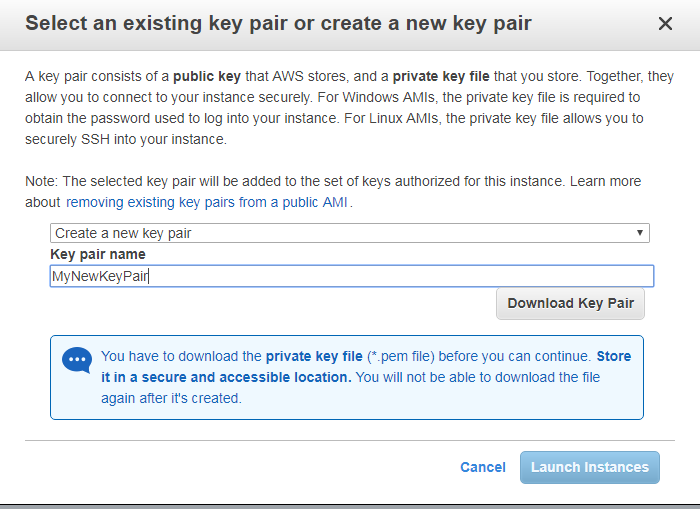 Select an existing key pair or create a new key pair
A key pair consists of a public key that AWS stores, and a private key file that you store. Together, they
allow you to connect to your instance securely. For Windows AMIs, the private key file is required to
obtain the password used to log into your instance. For Linux AMIs, the private key file allows you to
securely SSH into your instance.
Note: The selected key pair will be added to the set of keys authorized for this instance. Learn more
about removing existing key pairs from a public AMI.
Create a new key pair
Key pair name
MyNewKeyPair
Download Key Pair
You have to download the private key file (*.pem file) before you can continue. Store
it in a secure and accessible location. You will not be able to download the file
again after it's created.
Cancel Launch Instances